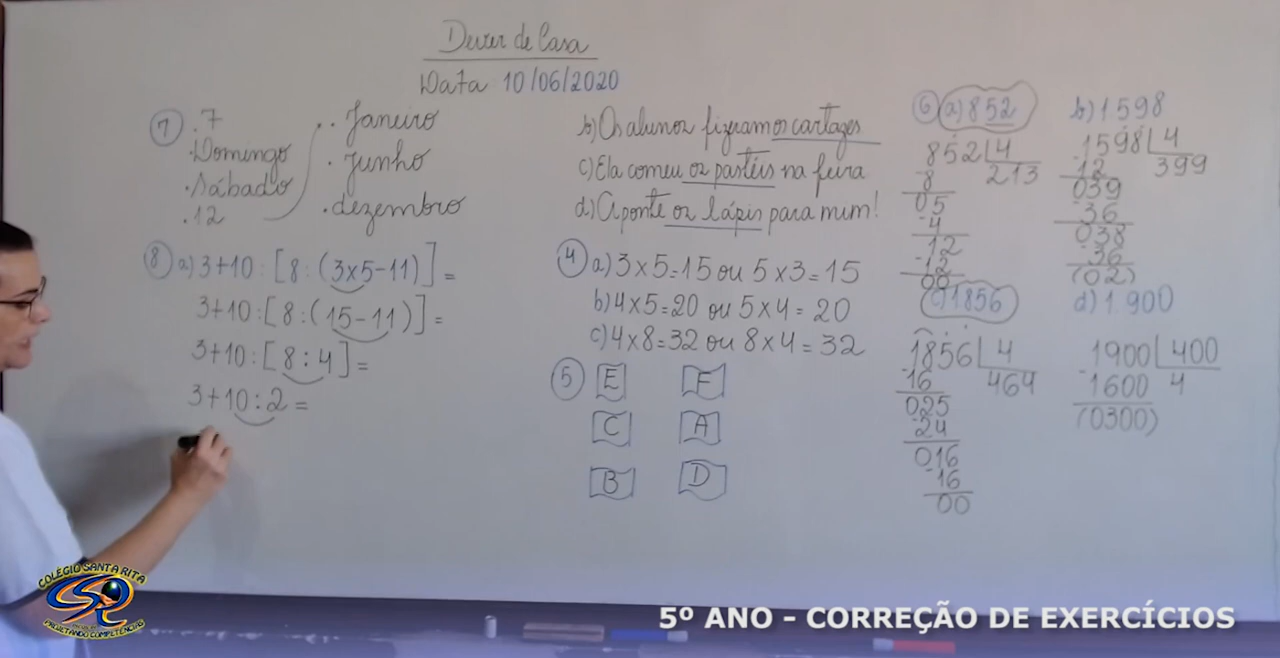 Dever de Casa
Data 10/06/2020
7 .7
.Domingo
.Sábado
.12
. Janeiro
. Junho
. dezembro
8 a) 3+10:[8:(3x5-11)]=
3+10:[8:(15-11)]=
3+10:[8:4]=
3+10:2=
b) Os alunos fizeram os cartazes
c) Ela comeu os pastéis na feira
d) Aponte os lápis para mim!
4 a) 3x5=15 ou 5x3=15
b) 4x5=20 ou 5x4=20
c) 4x8=32 ou 8x4=32
5 E F
C A
B D
6 a) 852
852 4
-8 213
05
-4
12
-12
00
b) 1598
1598 4
-12 399
039
-36
038
-36
(02)
c) 1856
1856 4
-16 464
025
-24
016
-16
00
d) 1900
1900 400
-1600 4
(0300)
COLÉGIO SANTA RITA
PROJETANDO COMPETÊNCIAS
5º ANO - CORREÇÃO DE EXERCÍCIOS